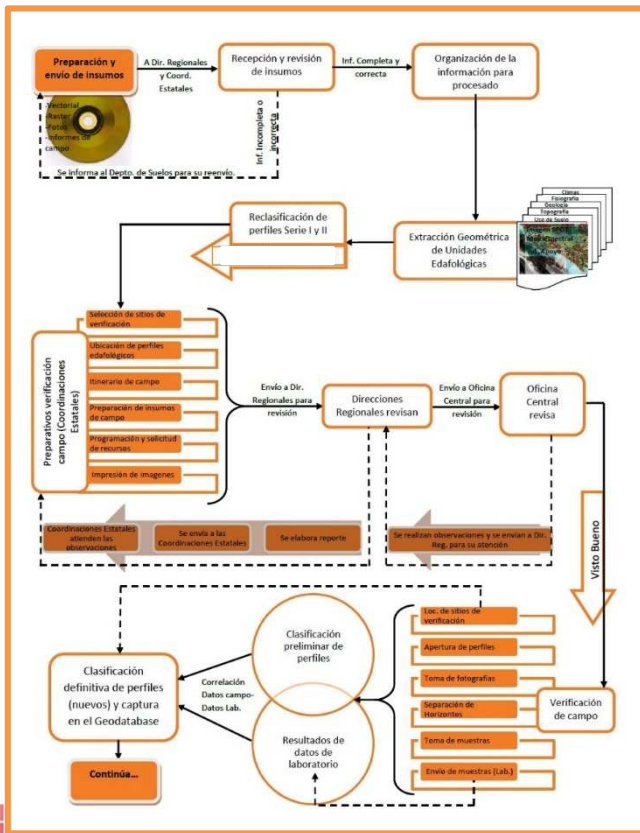 Preparación y
envío de insumos
A Dir. Regionales
y Coord.
Estatales
Recepción y revisión
de insumos
Inf. Completa y
correcta
Organización de la
información para
procesado
-Vectorial
-Raster
-Fotos
-Informes de
campo
Inf. Incompleta o
incorrecta
Se informa al Depto. de Suelos para su reenvío.
Climas
Fisiografía
Geología
Topografía
Uso de Suelo
Imagen SPOT
Multiespectral
Inf. Apoyo
Extracción Geométrica
de Unidades
Edafológicas
Reclasificación de
perfiles Serie I y II
Preparativos verificación
campo (Coordinaciones
Estatales)
Selección de sitios de
verificación
Ubicación de perfiles
edafológicos
Itinerario de campo
Preparación de insumos
de campo
Programación y solicitud
de recursos
Impresión de imagenes
Envío a Dir.
Regionales para
revisión
Direcciones
Regionales revisan
Envío a Oficina
Central para
revisión
Oficina
Central
revisa
Coordinaciones Estatales
atienden las
observaciones
Se envía a las
Coordinaciones Estatales
Se elabora reporte
Se realizan observaciones y se envían a Dir.
Reg. para su atención
Visto Bueno
Verificación
de campo
Loc. de sitios de
verificación
Apertura de perfiles
Toma de fotografías
Separación de
Horizontes
Toma de muestras
Envío de muestras (Lab.)
Clasificación
preliminar de
perfiles
Resultados de
datos de
laboratorio
Correlación
Datos campo-
Datos Lab.
Clasificación
definitiva de perfiles
(nuevos) y captura
en el Geodatabase
Continúa...